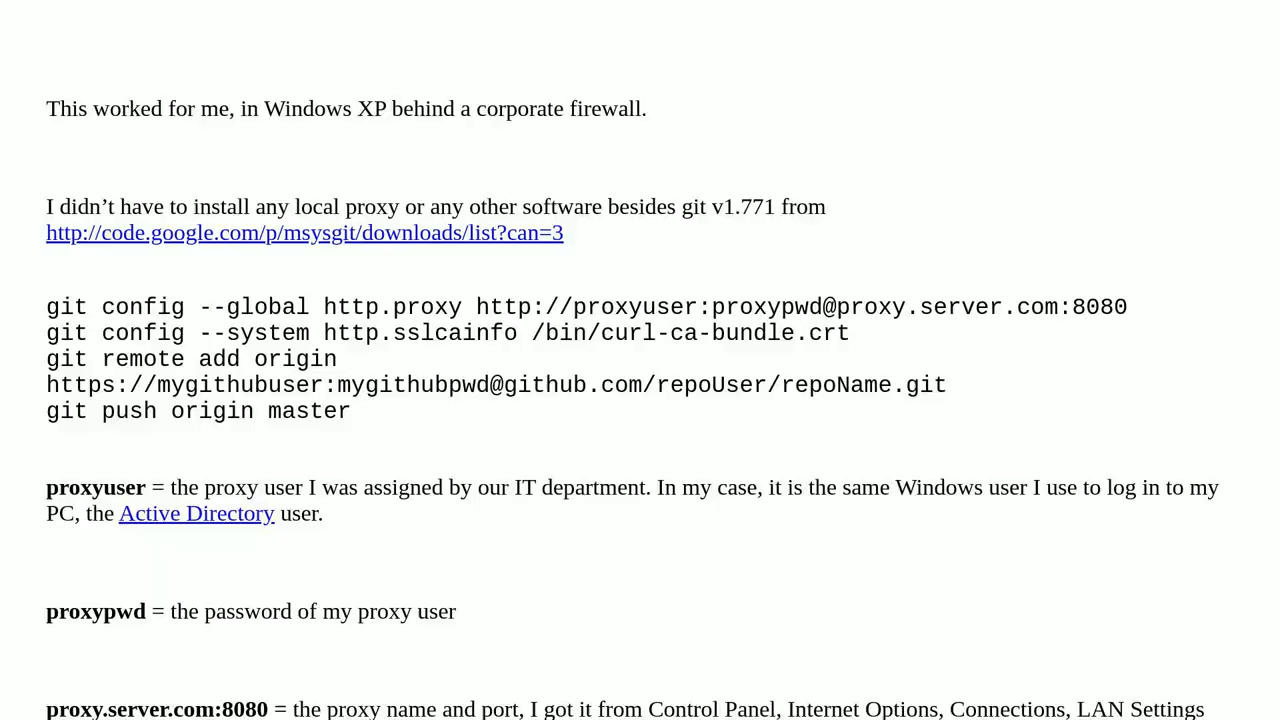 This worked for me, in Windows XP behind a corporate firewall.
I didn’t have to install any local proxy or any other software besides git v1.771 from
http://code.google.com/p/msysgit/downloads/list?can=3
git config --global http.proxy http://proxyuser:proxypwd@proxy.server.com:8080
git config --system http.sslcainfo /bin/curl-ca-bundle.crt
git remote add origin
https://mygithubuser:mygithubpwd@github.com/repoUser/repoName.git
git push origin master
proxyuser = the proxy user I was assigned by our IT department. In my case, it is the same Windows user I use to log in to my
PC, the Active Directory user.
proxypwd = the password of my proxy user
proxy.server.com:8080 = the proxy name and port, I got it from Control Panel, Internet Options, Connections, LAN Settings